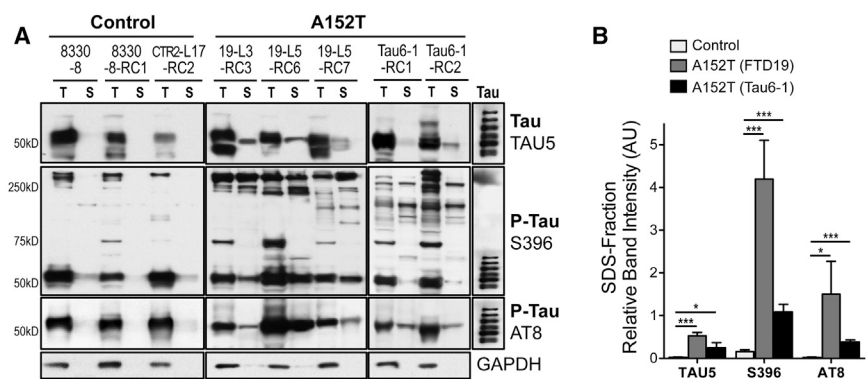 A
Control
A152T
8330
-8
8330
-8-RC1
CTR2-L17
-RC2
19-L3
-RC3
19-L5
-RC6
19-L5
-RC7
Tau6-1
-RC1
Tau6-1
-RC2
T S T S T S T S T S T S T S T S Tau
50kD
Tau
TAU5
250kD
75kD
50kD
P-Tau
S396
50kD
P-Tau
AT8
GAPDH
B
Control
A152T (FTD19)
A152T (Tau6-1)
SDS-Fraction
Relative Band Intensity (AU)
5
4
3
2
1
0
***
*
***
***
*
***
TAU5 S396 AT8